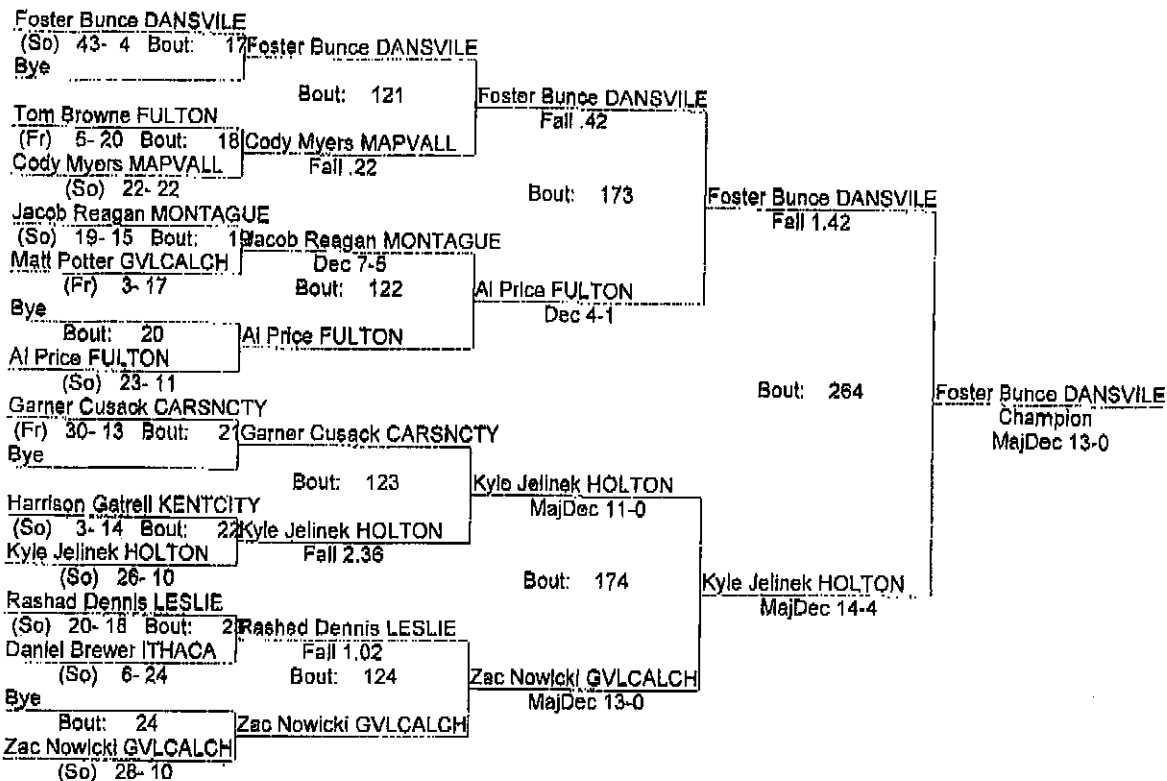 Foster Bunce DANSVILE
(So) 43- 4 Bout: 17
Bye
Foster Bunce DANSVILE
Bout: 121
Tom Browne FULTON
(Fr) 5- 20 Bout: 18
Cody Myers MAPVALL
(So) 22- 22
Cody Myers MAPVALL
Fall .22
Foster Bunce DANSVILE
Fall .42
Jacob Reagan MONTAGUE
(So) 19- 15 Bout: 19
Matt Potter GVLCALCH
(Fr) 3- 17
Jacob Reagan MONTAGUE
Dec 7-5
Bout: 122
Bye
Bout: 20
Al Price FULTON
(So) 23- 11
Al Price FULTON
Al Price FULTON
Dec 4-1
Bout: 173
Foster Bunce DANSVILE
Fall 1.42
Garner Cusack CARSNCTY
(Fr) 30- 13 Bout: 21
Bye
Garner Cusack CARSNCTY
Bout: 123
Harrison Gatrell KENTCITY
(So) 3- 14 Bout: 22
Kyle Jelinek HOLTON
(So) 26- 10
Kyle Jelinek HOLTON
Fall 2.36
Kyle Jelinek HOLTON
MajDec 11-0
Rashad Dennis LESLIE
(So) 20- 18 Bout: 23
Daniel Brewer ITHACA
(So) 6- 24
Rashad Dennis LESLIE
Fall 1.02
Bout: 124
Bye
Bout: 24
Zac Nowicki GVLCALCH
(So) 28- 10
Zac Nowicki GVLCALCH
Zac Nowicki GVLCALCH
MajDec 13-0
Bout: 174
Kyle Jelinek HOLTON
MajDec 14-4
Bout: 264
Foster Bunce DANSVILE
Champion
MajDec 13-0